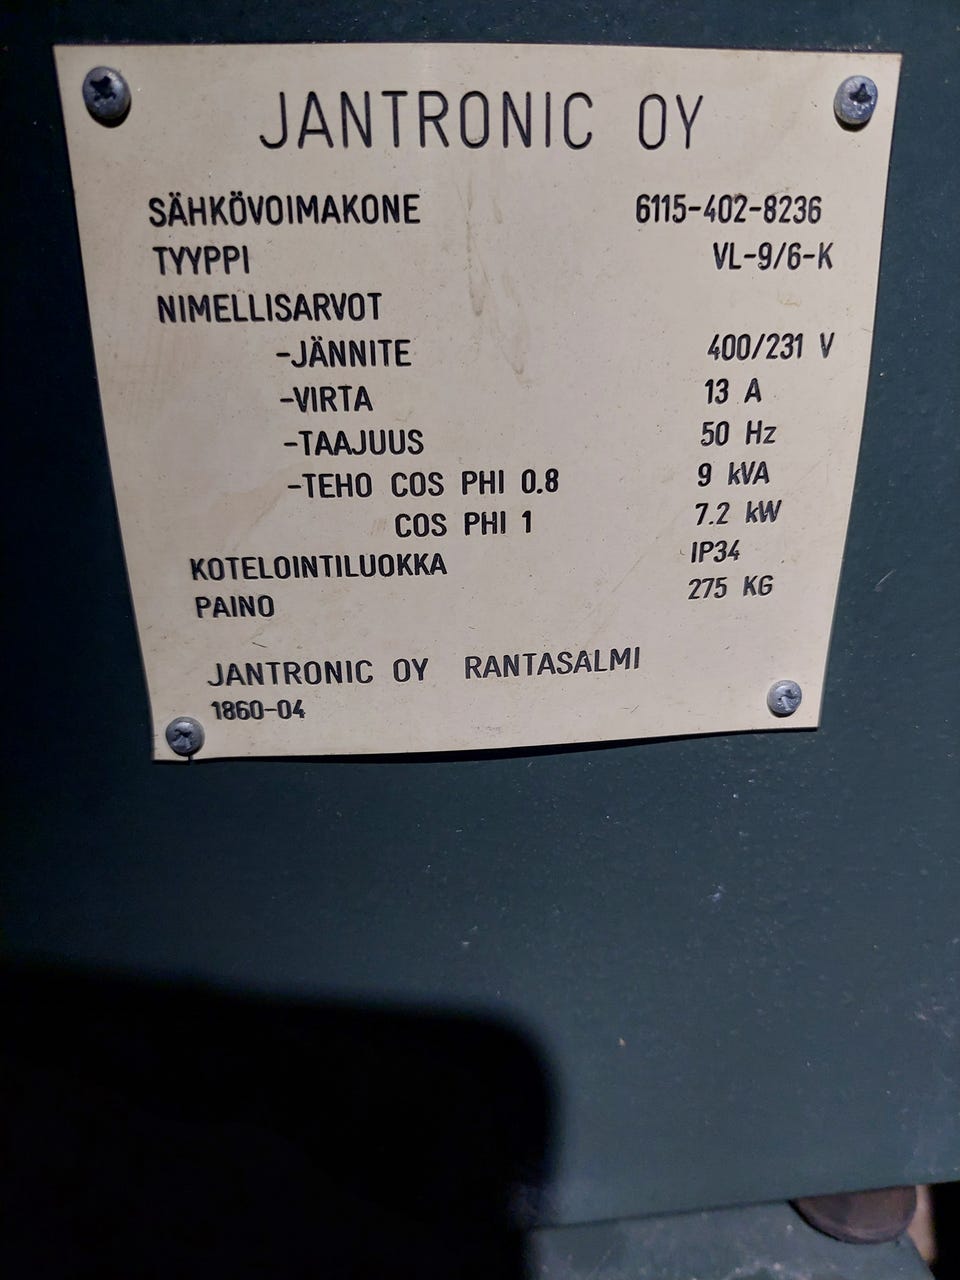 JANTRONIC OY
SÄHKÖVOIMAKONE 6115-402-8236
TYYPPI VL-9/6-K
NIMELLISARVOT
-JÄNNITE 400/231 V
-VIRTA 13 A
-TAAJUUS 50 Hz
-TEHO COS PHI 0.8 9 kVA
COS PHI 1 7.2 kW
KOTELOINTILUOKKA IP34
PAINO 275 KG
JANTRONIC OY RANTASALMI
1860-04